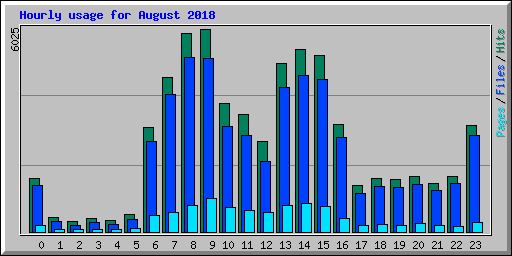 Hourly usage for August 2018
6025
Pages/Files/Hits
0 1 2 3 4 5 6 7 8 9 10 11 12 13 14 15 16 17 18 19 20 21 22 23